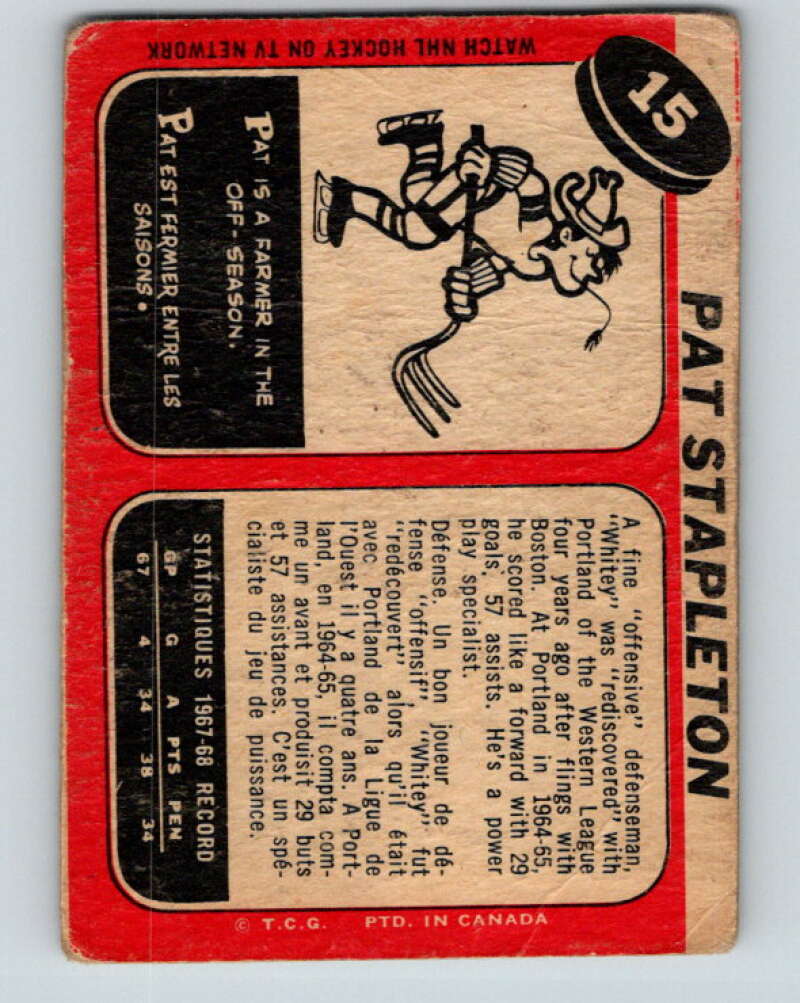 15
PAT STAPLETON
WATCH NHL HOCKEY ON TV NETWORK
PAT IS A FARMER IN THE
OFF-SEASON.
PAT EST FERMIER ENTRE LES
SAISONS.
A fine "offensive" defenseman,
"Whitey" was "rediscovered" with
Portland of the Western League
four years ago after flings with
Boston. At Portland in 1964-65,
he scored like a forward with 29
goals, 57 assists. He's a power
play specialist.
Défense. Un bon joueur de dé-
fense "offensif", "Whitey" fut
"redécouvert" alors qu'il était
avec Portland de la Ligue de
l'Ouest il y a quatre ans. A Port-
land, en 1964-65, il compta com-
me un avant et produisit 29 buts
et 57 assistances. C'est un spé-
cialiste du jeu de puissance.
STATISTIQUES 1967-68 RECORD
GP G A PTS PEN
67 4 34 38 34
© T.C.G. PTD. IN CANADA